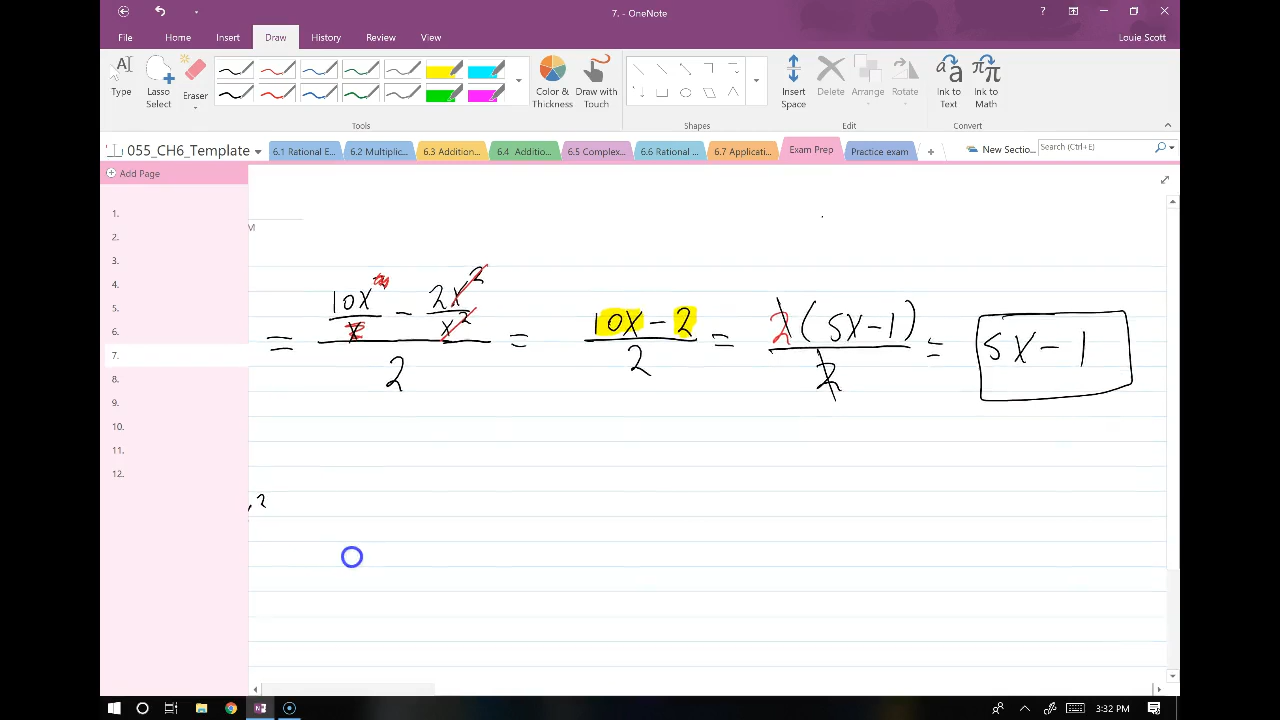 7. - OneNote
?
File Home Insert Draw History Review View Louie Scott
Type Lasso Select Eraser Color & Thickness Draw with Touch Insert Space Delete Arrange Rotate Ink to Text Ink to Math
Tools Shapes Edit Convert
055_CH6_Template 6.1 Rational E... 6.2 Multiplic... 6.3 Addition... 6.4 Additio... 6.5 Complex... 6.6 Rational ... 6.7 Applicati... Exam Prep Practice exam + New Sectio... Search (Ctrl+E)
Add Page
1.
2.
3.
4.
5.
6.
7.
8.
9.
10.
11.
12.
M
= (10x/x - 2x²/x²)/2 = (10x - 2)/2 = 2(5x - 1)/2 = 5x - 1
2
3:32 PM